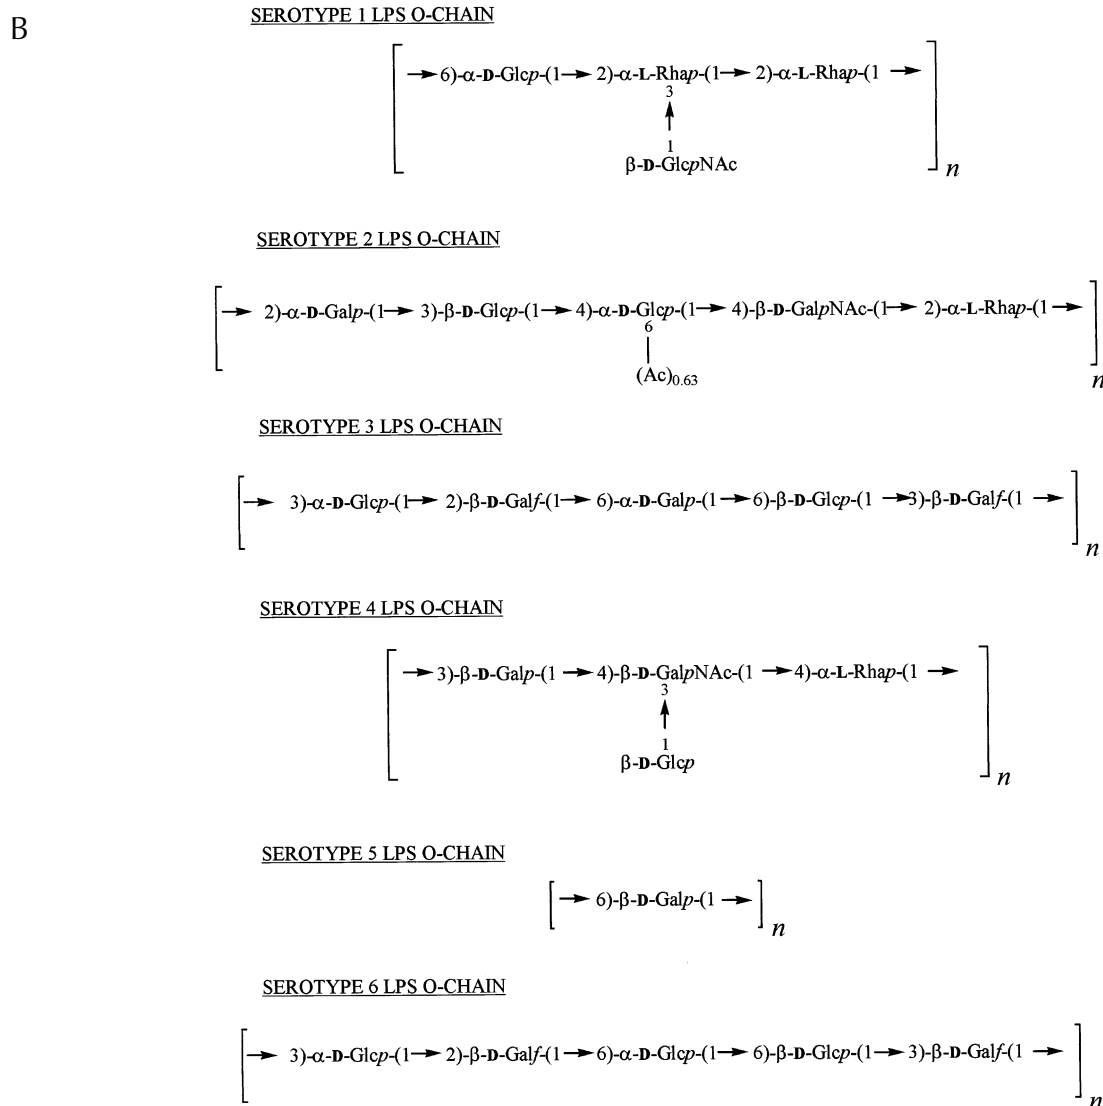 B
SEROTYPE 1 LPS O-CHAIN
[→6)-α-D-Glcp-(1→ 2)-α-L-Rhap-(1→ 2)-α-L-Rhap-(1 →]n
3
↑
1
β-D-GlcpNAc
SEROTYPE 2 LPS O-CHAIN
[→ 2)-α-D-Galp-(1→ 3)-β-D-Glcp-(1→ 4)-α-D-Glcp-(1→ 4)-β-D-GalpNAc-(1→ 2)-α-L-Rhap-(1→]n
6
|
(Ac)0.63
SEROTYPE 3 LPS O-CHAIN
[→ 3)-α-D-Glcp-(1→ 2)-β-D-Galf-(1→ 6)-α-D-Galp-(1→6)-β-D-Glcp-(1 →3)-β-D-Galf-(1 →]n
SEROTYPE 4 LPS O-CHAIN
[→3)-β-D-Galp-(1 →4)-β-D-GalpNAc-(1 →4)-α-L-Rhap-(1 →]n
3
↑
1
β-D-Glcp
SEROTYPE 5 LPS O-CHAIN
[→ 6)-β-D-Galp-(1 →]n
SEROTYPE 6 LPS O-CHAIN
[→ 3)-α-D-Glcp-(1→ 2)-β-D-Galf-(1→6)-α-D-Glcp-(1→ 6)-β-D-Glcp-(1→ 3)-β-D-Galf-(1 →]n